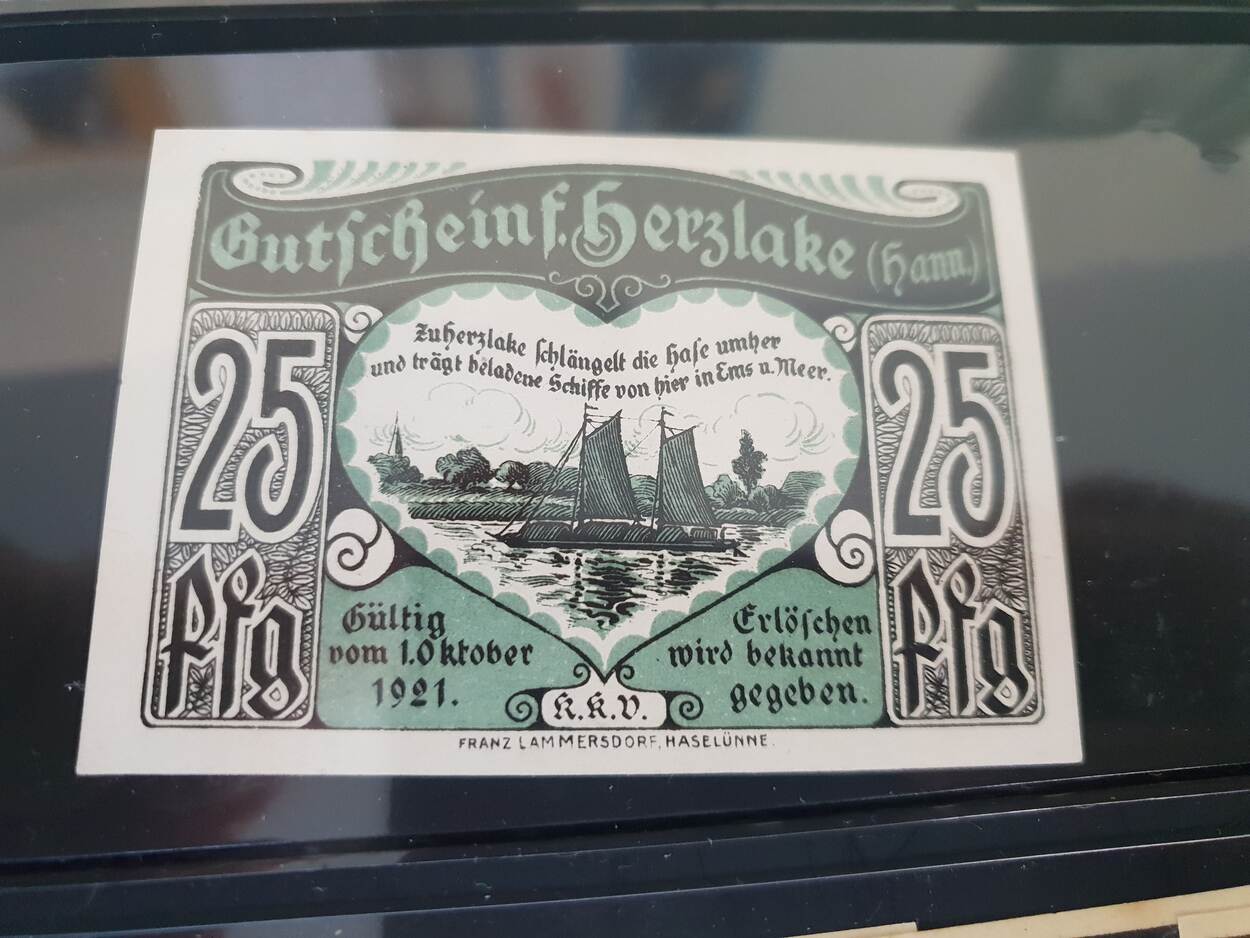 Gutschein f. Herzlake (Hann.)
25
Pfg
Zu Herzlake schlängelt die Hase umher
und trägt beladene Schiffe von hier in Ems u. Meer.
25
Pfg
Gültig
vom 1. Oktober
1921.
Erlöschen
wird bekannt
gegeben.
K.K.V.
FRANZ LAMMERSDORF, HASELÜNNE.